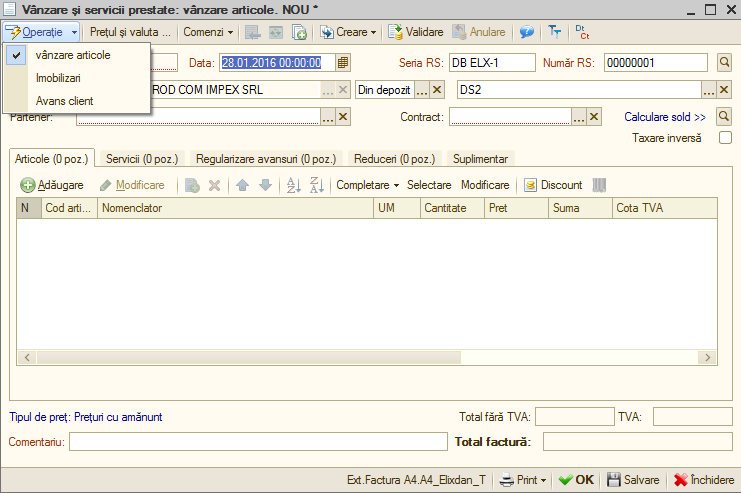 Vânzare și servicii prestate: vânzare articole. NOU *
Operație Prețul și valuta ... Comenzi Creare Validare Anulare Dt Ct
vânzare articole
Imobilizari
Avans client
Data: 28.01.2016 00:00:00 Seria RS: DB ELX-1 Număr RS: 00000001
ROD COM IMPEX SRL Din depozit DS2
Partener: Contract: Calculare sold >>
Taxare inversă
Articole (0 poz.) Servicii (0 poz.) Regularizare avansuri (0 poz.) Reduceri (0 poz.) Suplimentar
Adăugare Modificare Completare Selectare Modificare Discount
N Cod arti... Nomenclator UM Cantitate Pret Suma Cota TVA
Tipul de preț: Prețuri cu amănunt Total fără TVA: TVA:
Comentariu: Total factură:
Ext.Factura A4.A4_Elixdan_T Print OK Salvare Închidere